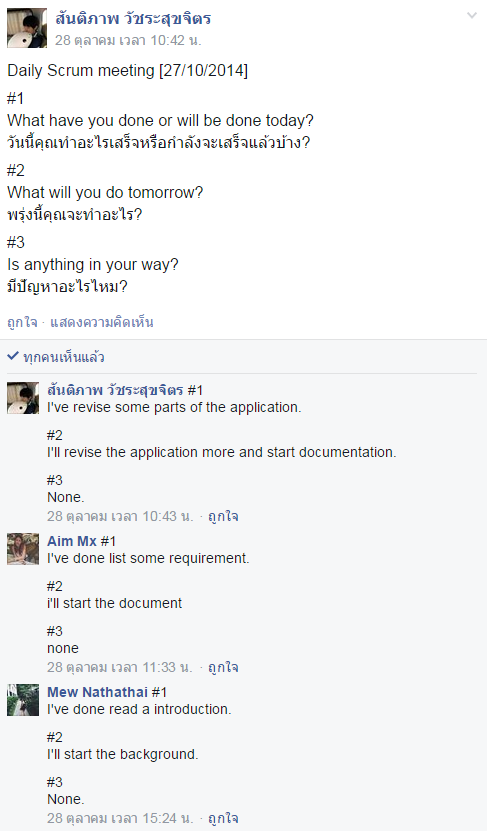 สันติภาพ วัชระสุขจิตร
28 ตุลาคม เวลา 10:42 น.
Daily Scrum meeting [27/10/2014]
#1
What have you done or will be done today?
วันนี้คุณทำอะไรเสร็จหรือกำลังจะเสร็จแล้วบ้าง?
#2
What will you do tomorrow?
พรุ่งนี้คุณจะทำอะไร?
#3
Is anything in your way?
มีปัญหาอะไรไหม?
ถูกใจ · แสดงความคิดเห็น
ทุกคนเห็นแล้ว
สันติภาพ วัชระสุขจิตร #1
I've revise some parts of the application.
#2
I'll revise the application more and start documentation.
#3
None.
28 ตุลาคม เวลา 10:43 น. · ถูกใจ
Aim Mx #1
I've done list some requirement.
#2
i'll start the document
#3
none
28 ตุลาคม เวลา 11:33 น. · ถูกใจ
Mew Nathathai #1
I've done read a introduction.
#2
I'll start the background.
#3
None.
28 ตุลาคม เวลา 15:24 น. · ถูกใจ